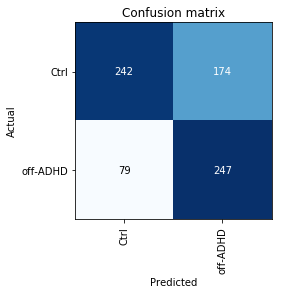 Confusion matrix
Actual
Ctrl
242
174
off-ADHD
79
247
Ctrl
off-ADHD
Predicted